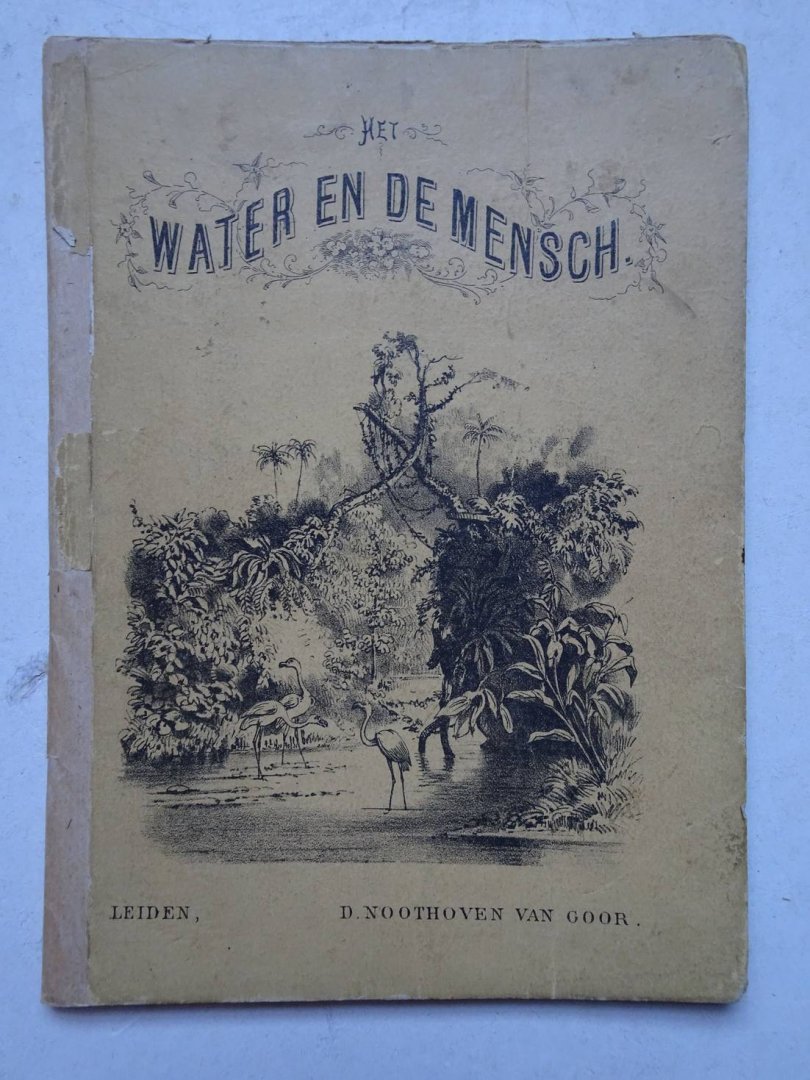 HET
WATER EN DE MENSCH.
LEIDEN, D. NOOTHOVEN VAN GOOR.